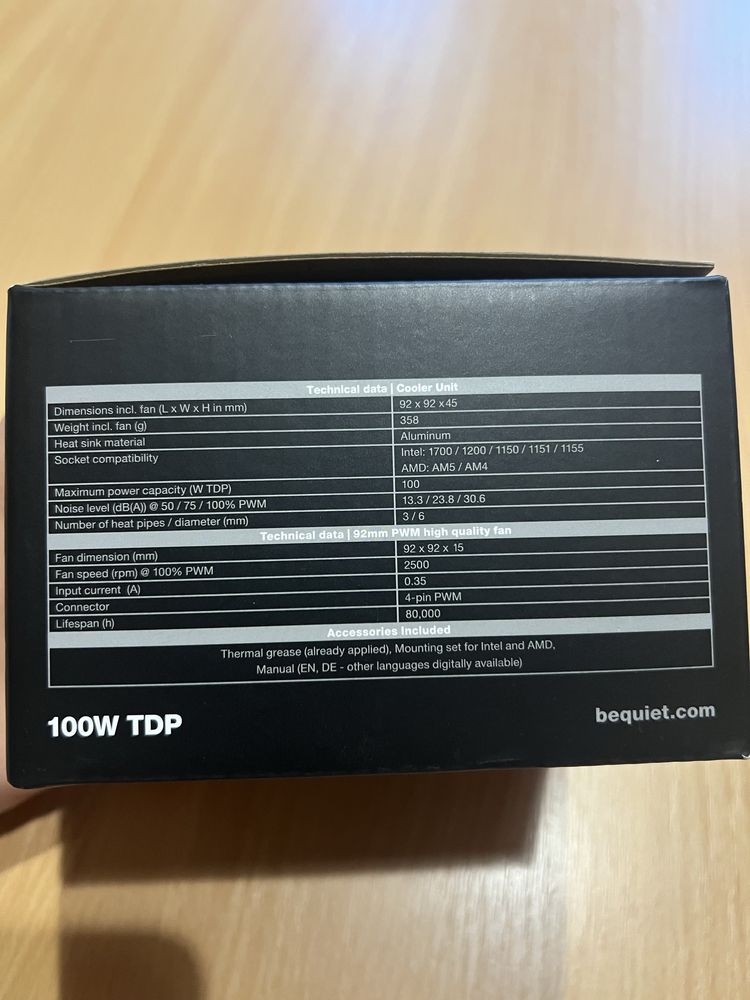 Technical data | Cooler Unit
Dimensions incl. fan (L x W x H in mm) 92 x 92 x45
Weight incl. fan (g) 358
Heat sink material Aluminum
Socket compatibility Intel: 1700 / 1200 / 1150 / 1151 / 1155
AMD: AM5 / AM4
Maximum power capacity (W TDP) 100
Noise level (dB(A)) @ 50 / 75 / 100% PWM 13.3 / 23.8 / 30.6
Number of heat pipes / diameter (mm) 3 / 6
Technical data | 92mm PWM high quality fan
Fan dimension (mm) 92 x 92 x 15
Fan speed (rpm) @ 100% PWM 2500
Input current (A) 0.35
Connector 4-pin PWM
Lifespan (h) 80,000
Accessories Included
Thermal grease (already applied), Mounting set for Intel and AMD,
Manual (EN, DE - other languages digitally available)
100W TDP bequiet.com